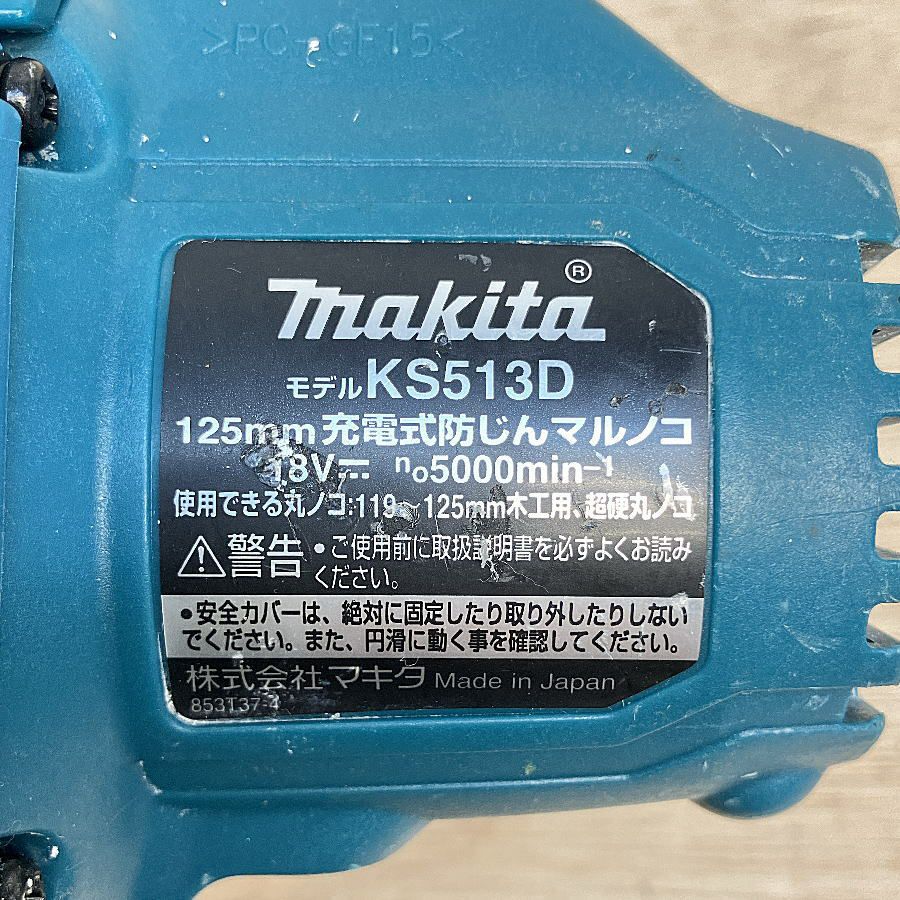 >PC-GF15<
makita®
モデルKS513D
125mm充電式防じんマルノコ
18V⎓ n₀5000min⁻¹
使用できる丸ノコ:119~125mm木工用、超硬丸ノコ
⚠警告 •ご使用前に取扱説明書を必ずよくお読み
ください。
•安全カバーは、絶対に固定したり取り外したりしない
でください。また、円滑に動く事を確認してください。
株式会社マキタ Made in Japan
853T37-4